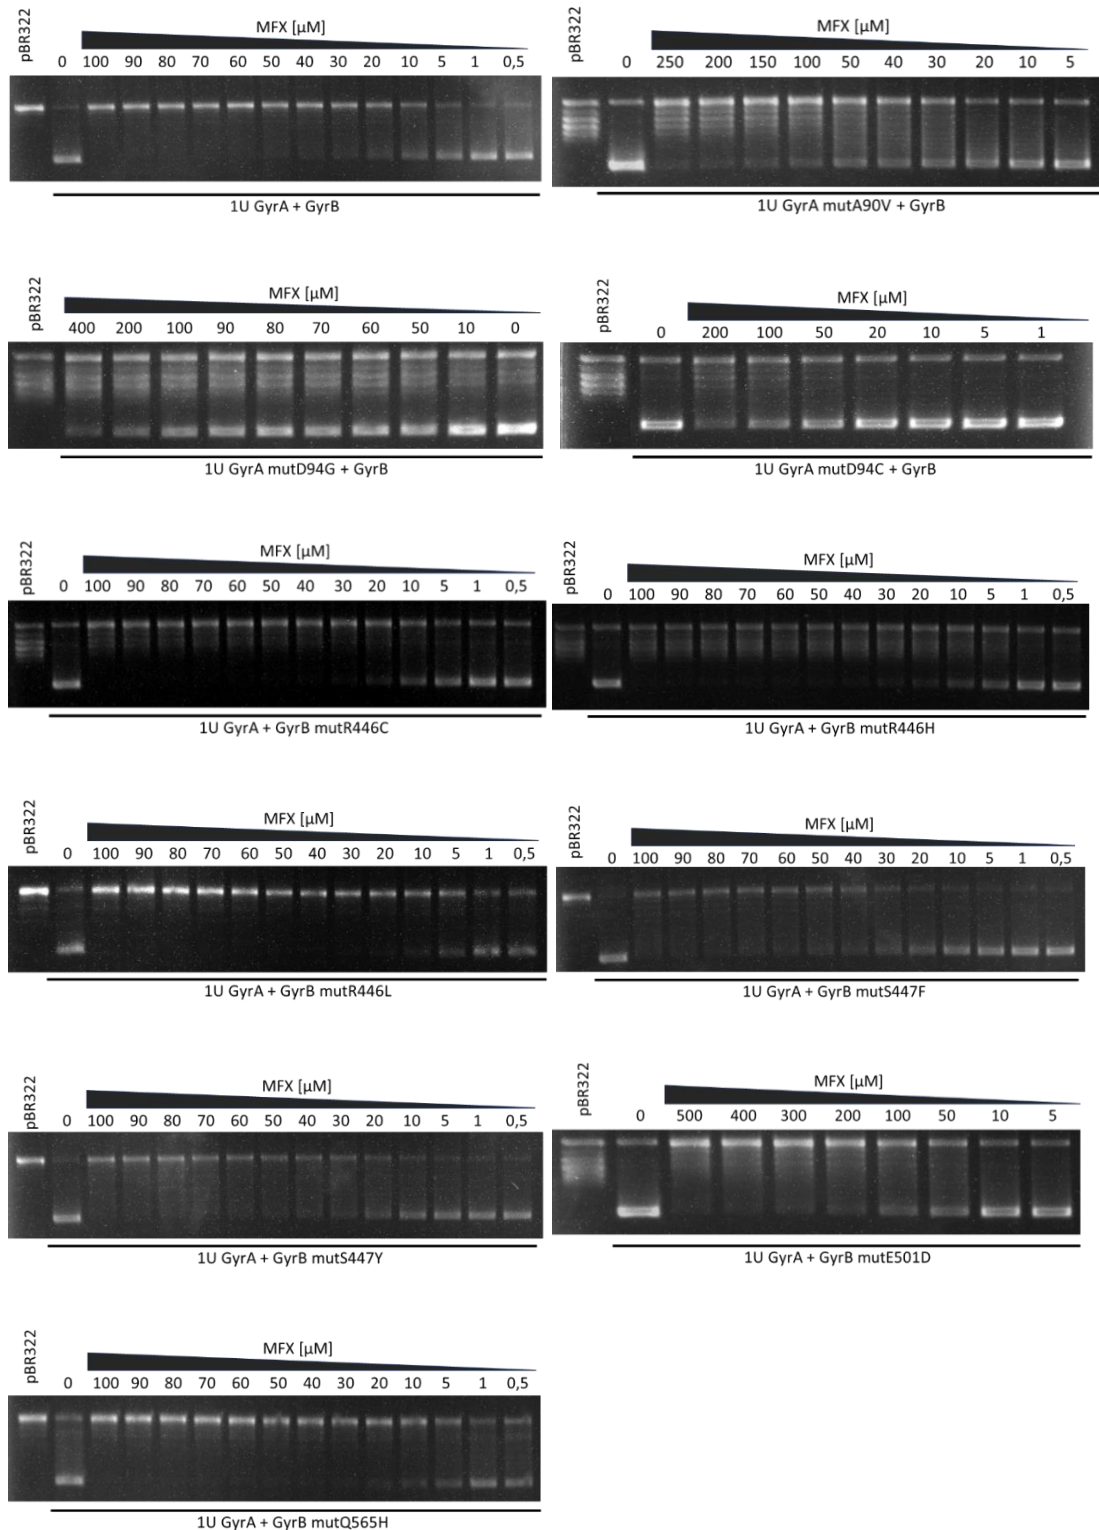 pBR322
MFX [µM]
0 100 90 80 70 60 50 40 30 20 10 5 1 0,5
1U GyrA + GyrB
pBR322
MFX [µM]
0 250 200 150 100 50 40 30 20 10 5
1U GyrA mutA90V + GyrB
pBR322
MFX [µM]
400 200 100 90 80 70 60 50 10 0
1U GyrA mutD94G + GyrB
pBR322
MFX [µM]
0 200 100 50 20 10 5 1
1U GyrA mutD94C + GyrB
pBR322
MFX [µM]
0 100 90 80 70 60 50 40 30 20 10 5 1 0,5
1U GyrA + GyrB mutR446C
pBR322
MFX [µM]
0 100 90 80 70 60 50 40 30 20 10 5 1 0,5
1U GyrA + GyrB mutR446H
pBR322
MFX [µM]
0 100 90 80 70 60 50 40 30 20 10 5 1 0,5
1U GyrA + GyrB mutR446L
pBR322
MFX [µM]
0 100 90 80 70 60 50 40 30 20 10 5 1 0,5
1U GyrA + GyrB mutS447F
pBR322
MFX [µM]
0 100 90 80 70 60 50 40 30 20 10 5 1 0,5
1U GyrA + GyrB mutS447Y
pBR322
MFX [µM]
0 500 400 300 200 100 50 10 5
1U GyrA + GyrB mutE501D
pBR322
MFX [µM]
0 100 90 80 70 60 50 40 30 20 10 5 1 0,5
1U GyrA + GyrB mutQ565H